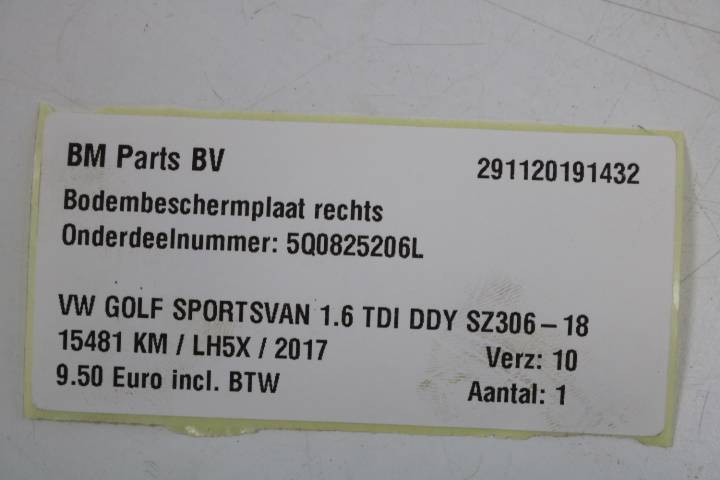 BM Parts BV 291120191432
Bodembeschermplaat rechts
Onderdeelnummer: 5Q0825206L
VW GOLF SPORTSVAN 1.6 TDI DDY SZ306-18
15481 KM / LH5X / 2017 Verz: 10
9.50 Euro incl. BTW Aantal: 1